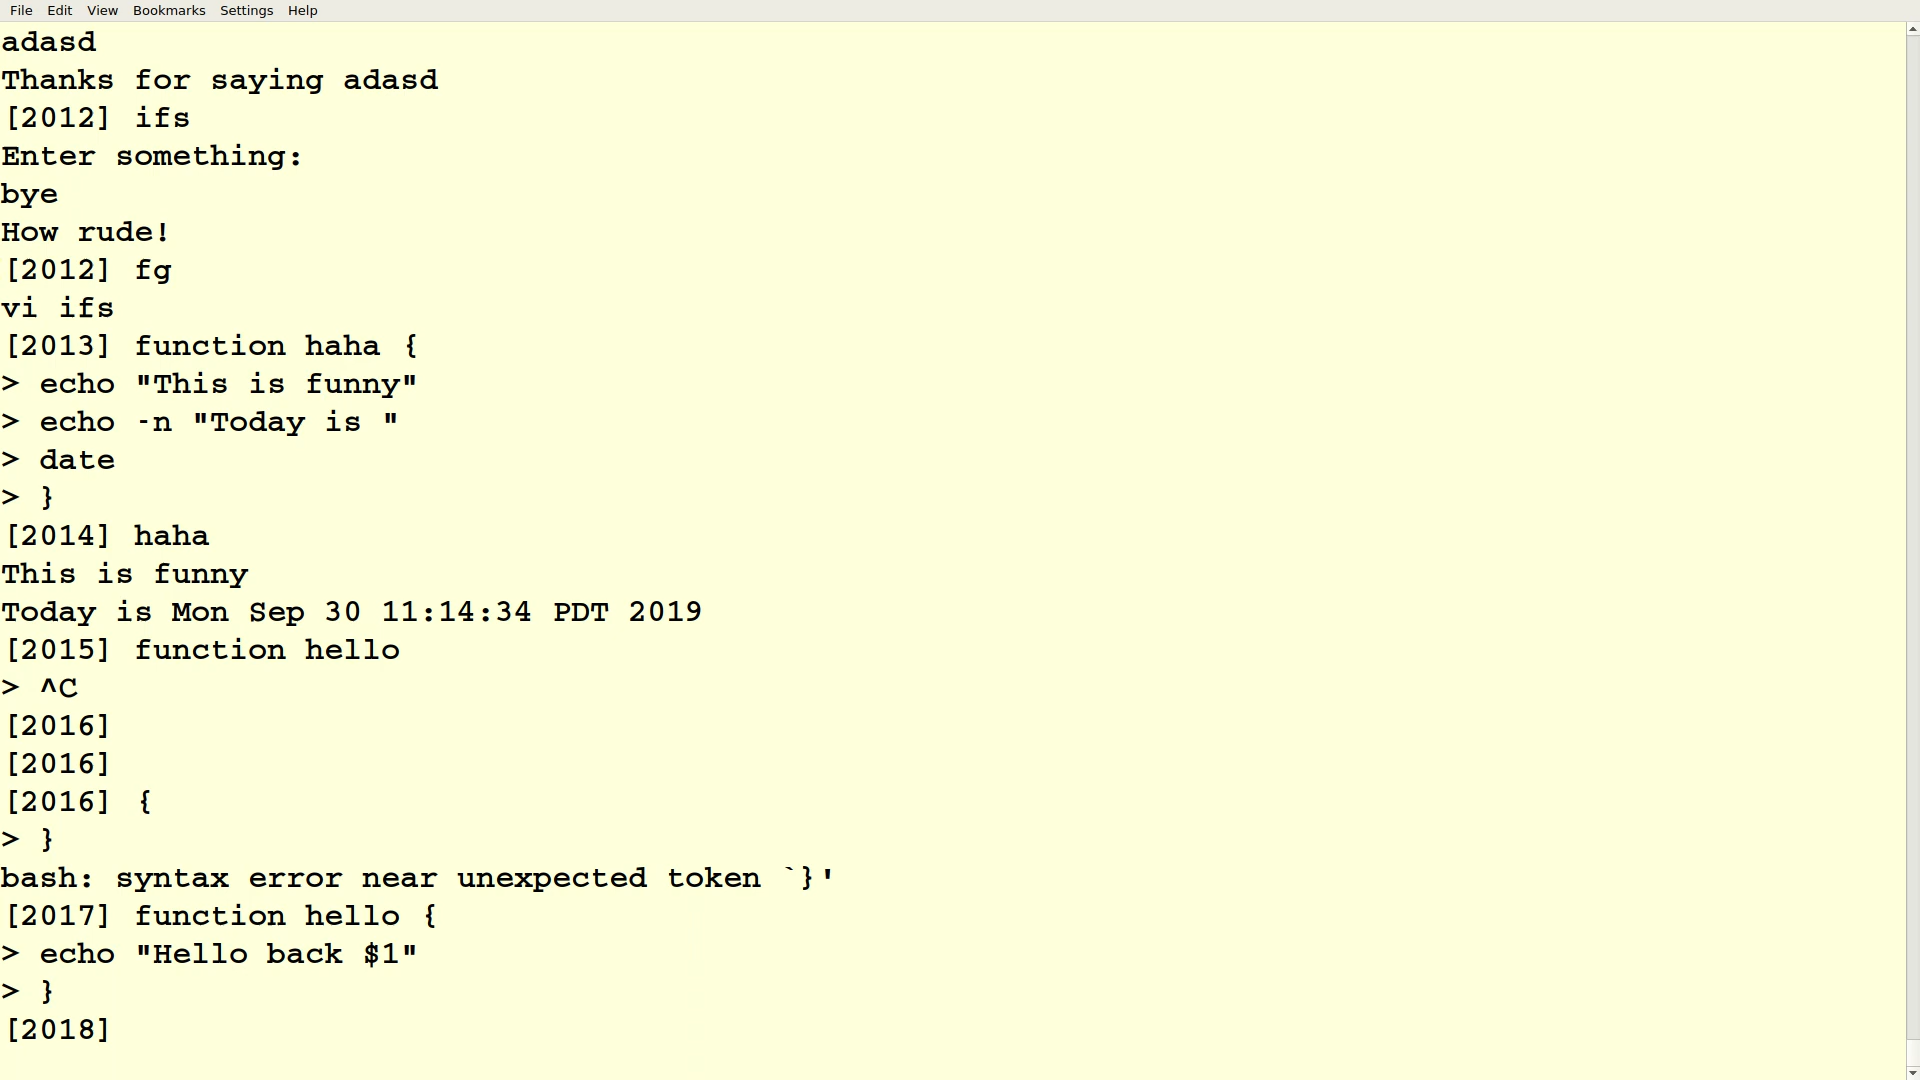 File Edit View Bookmarks Settings Help
adasd
Thanks for saying adasd
[2012] ifs
Enter something:
bye
How rude!
[2012] fg
vi ifs
[2013] function haha {
> echo "This is funny"
> echo -n "Today is "
> date
> }
[2014] haha
This is funny
Today is Mon Sep 30 11:14:34 PDT 2019
[2015] function hello
> ^C
[2016]
[2016]
[2016] {
> }
bash: syntax error near unexpected token `}'
[2017] function hello {
> echo "Hello back $1"
> }
[2018]